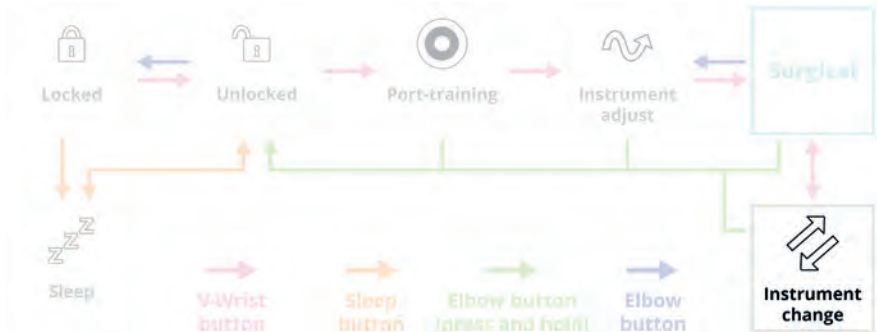 Surgical
Locked
Unlocked
Port-training
Instrument
adjust
Z Z Z
Sleep
Instrument
change
V-Wrist
button
Sleep
button
Elbow button
(press and hold)
Elbow
button